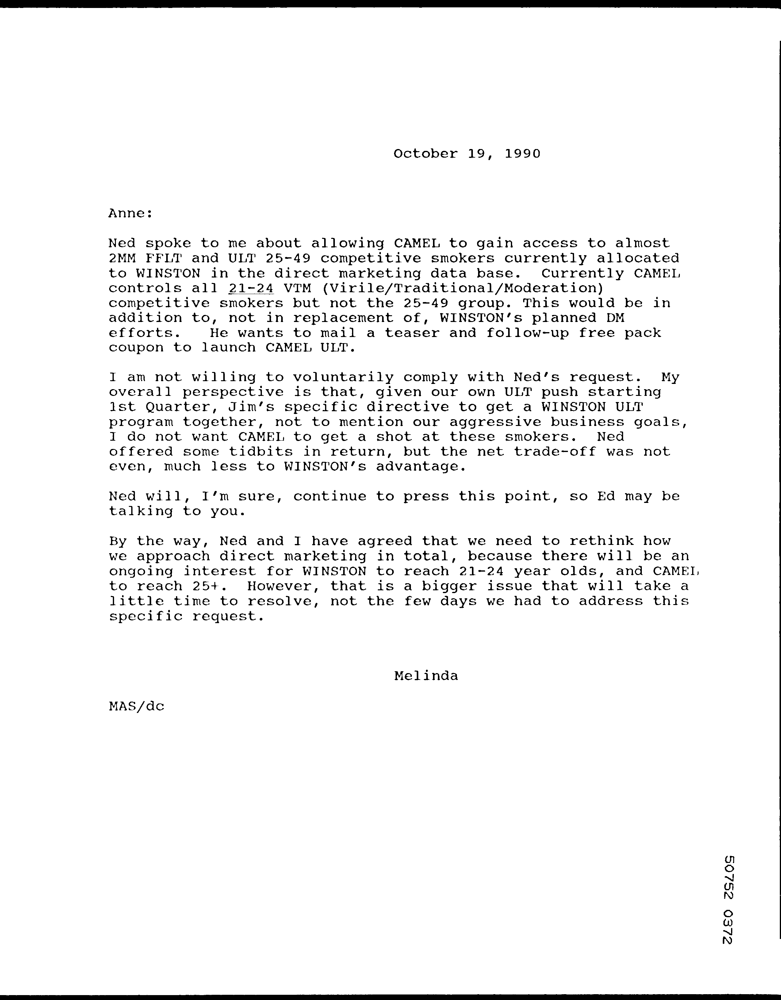 October 19, 1990
Anne:
Ned spoke to me about allowing CAMEL to gain access to almost
2MM FFLT and ULT 25-49 competitive smokers currently allocated
to WINSTON in the direct marketing data base.  Currently CAMEL
controls all 21-24 VTM (Virile/Traditional/Moderation)
competitive smokers but not the 25-49 group. This would be in
addition to, not in replacement of, WINSTON's planned DM
efforts.   He wants to mail a teaser and follow-up free pack
coupon to launch CAMEL ULT.
I am not willing to voluntarily comply with Ned's request.  My
overall perspective is that, given our own ULT push starting
1st Quarter, Jim's specific directive to get a WINSTON ULT
program together, not to mention our aggressive business goals,
I do not want CAMEL to get a shot at these smokers.  Ned
offered some tidbits in return, but the net trade-off was not
even, much less to WINSTON's advantage.
Ned will, I'm sure, continue to press this point, so Ed may be
talking to you.
By the way, Ned and I have agreed that we need to rethink how
we approach direct marketing in total, because there will be an
ongoing interest for WINSTON to reach 21-24 year olds, and CAMEL
to reach 25+.  However, that is a bigger issue that will take a
little time to resolve, not the few days we had to address this
specific request.
Melinda
MAS/dc
50752 0372